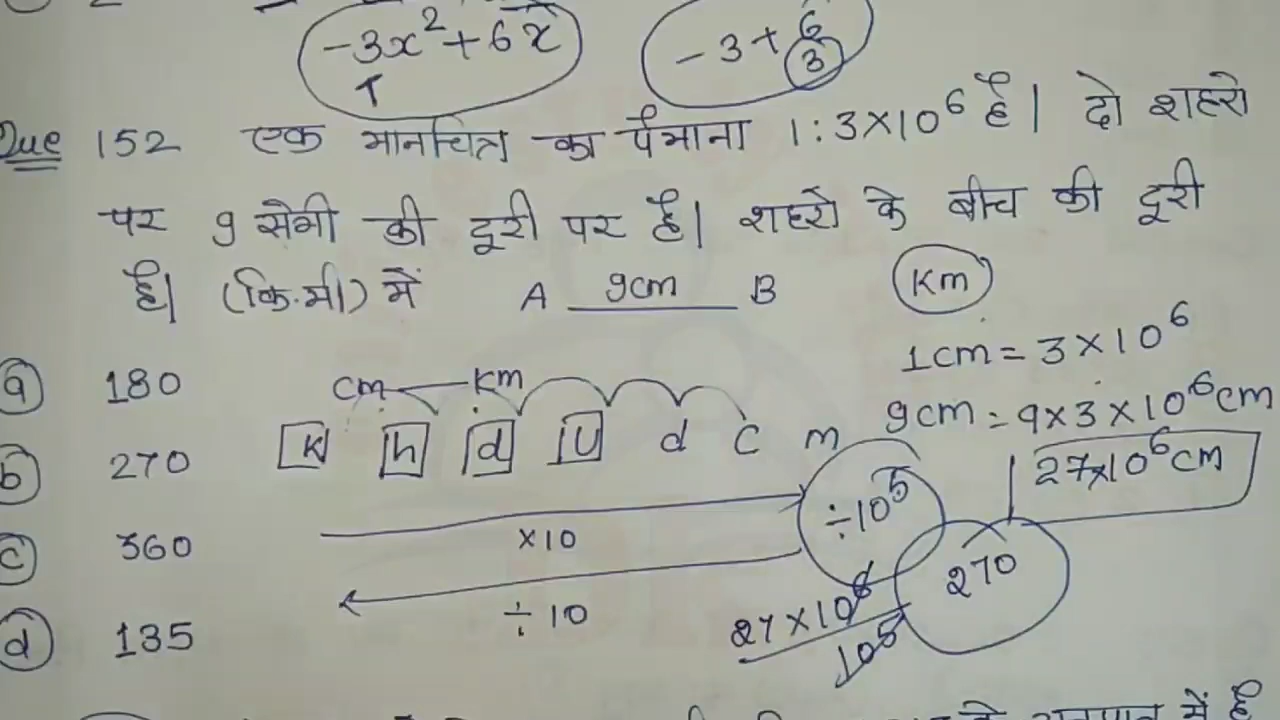 -3x²+6x -3+6/3
Que 152 एक मानचित्र का पैमाना 1:3×10⁶ है। दो शहरो
पर 9 सेमी की दूरी पर है। शहरो के बीच की दूरी
है। (कि.मी) में A 9cm B Km
1cm = 3×10⁶
(a) 180 cm km
9cm = 9×3×10⁶cm
k h d U d c m
27×10⁶cm
(b) 270
÷10⁵
×10
(c) 360
270
÷10
27×10⁶/10⁵
(d) 135
में है